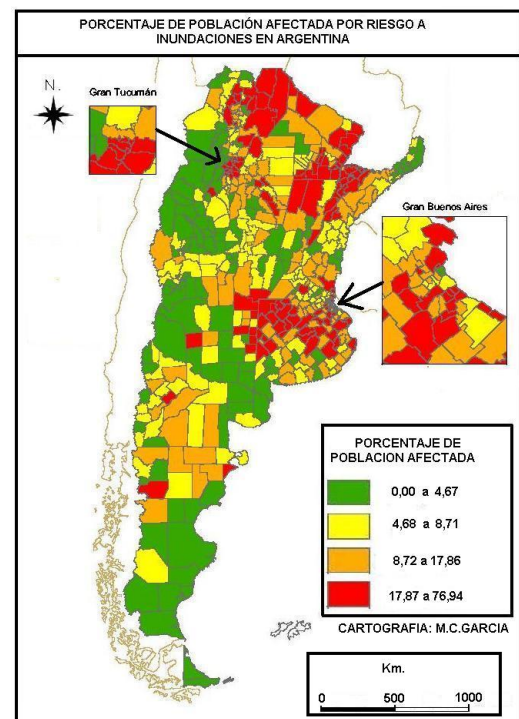 PORCENTAJE DE POBLACIÓN AFECTADA POR RIESGO A
INUNDACIONES EN ARGENTINA
N.
Gran Tucumán
Gran Buenos Aires
PORCENTAJE DE
POBLACION AFECTADA
0,00 a 4,67
4,68 a 8,71
8,72 a 17,86
17,87 a 76,94
CARTOGRAFIA: M.C.GARCIA
Km.
0 500 1000